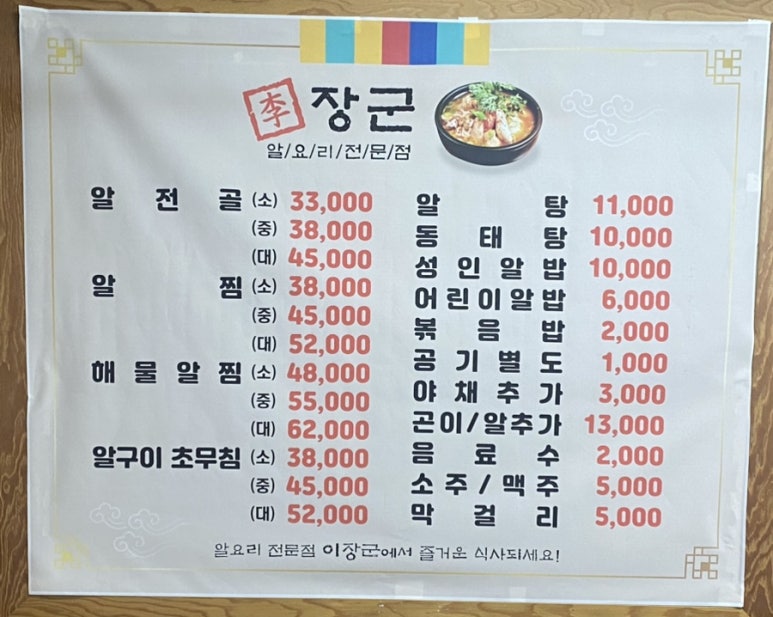 李 장군
알/요/리/전/문/점
알 전 골 (소) 33,000
(중) 38,000
(대) 45,000
알 찜 (소) 38,000
(중) 45,000
(대) 52,000
해 물 알 찜 (소) 48,000
(중) 55,000
(대) 62,000
알구이 초무침 (소) 38,000
(중) 45,000
(대) 52,000
알 탕 11,000
동 태 탕 10,000
성 인 알 밥 10,000
어린이알밥 6,000
볶 음 밥 2,000
공 기 별 도 1,000
야 채 추 가 3,000
곤이/알추가 13,000
음 료 수 2,000
소 주 / 맥 주 5,000
막 걸 리 5,000
알요리 전문점 이장군에서 즐거운 식사되세요!